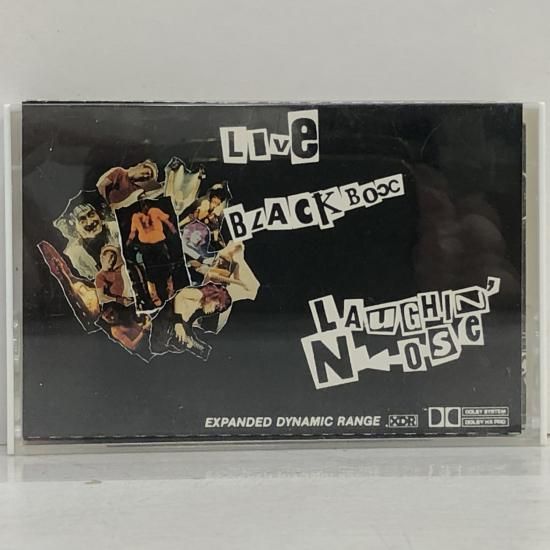 LIVE
BLACK BOX
LAUGHIN'
NOSE
EXPANDED DYNAMIC RANGE XDR DOLBY SYSTEM
DOLBY HX PRO